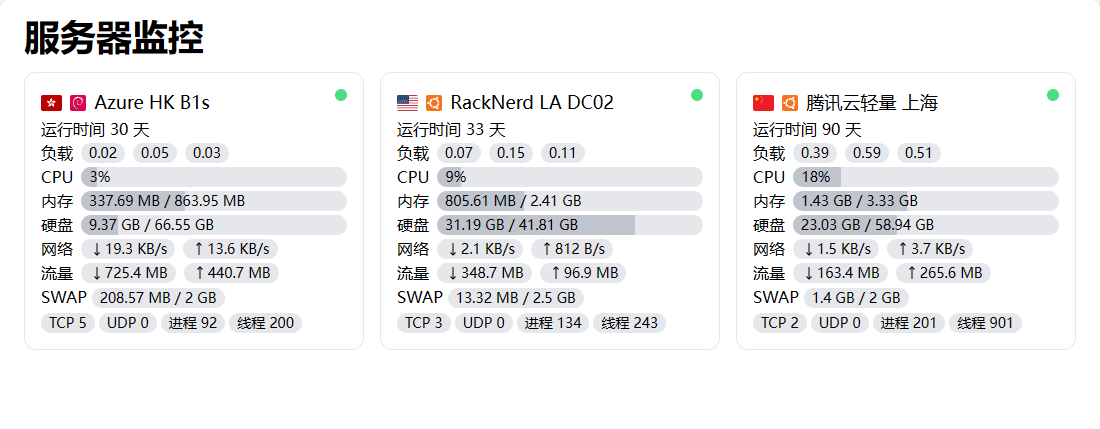 服务器监控
Azure HK B1s
运行时间 30 天
负载 0.02 0.05 0.03
CPU 3%
内存 337.69 MB / 863.95 MB
硬盘 9.37 GB / 66.55 GB
网络 ↓19.3 KB/s ↑13.6 KB/s
流量 ↓725.4 MB ↑440.7 MB
SWAP 208.57 MB / 2 GB
TCP 5 UDP 0 进程 92 线程 200
RackNerd LA DC02
运行时间 33 天
负载 0.07 0.15 0.11
CPU 9%
内存 805.61 MB / 2.41 GB
硬盘 31.19 GB / 41.81 GB
网络 ↓2.1 KB/s ↑812 B/s
流量 ↓348.7 MB ↑96.9 MB
SWAP 13.32 MB / 2.5 GB
TCP 3 UDP 0 进程 134 线程 243
腾讯云轻量 上海
运行时间 90 天
负载 0.39 0.59 0.51
CPU 18%
内存 1.43 GB / 3.33 GB
硬盘 23.03 GB / 58.94 GB
网络 ↓1.5 KB/s ↑3.7 KB/s
流量 ↓163.4 MB ↑265.6 MB
SWAP 1.4 GB / 2 GB
TCP 2 UDP 0 进程 201 线程 901